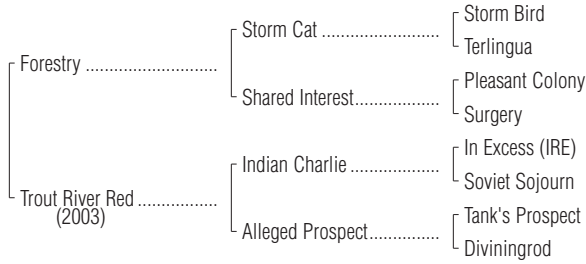 Storm Bird
Storm Cat ..............................
Terlingua
Forestry ..................................
Pleasant Colony
Shared Interest......................
Surgery
In Excess (IRE)
Indian Charlie .......................
Soviet Sojourn
Trout River Red ....................
(2003)
Tank's Prospect
Alleged Prospect..................
Diviningrod